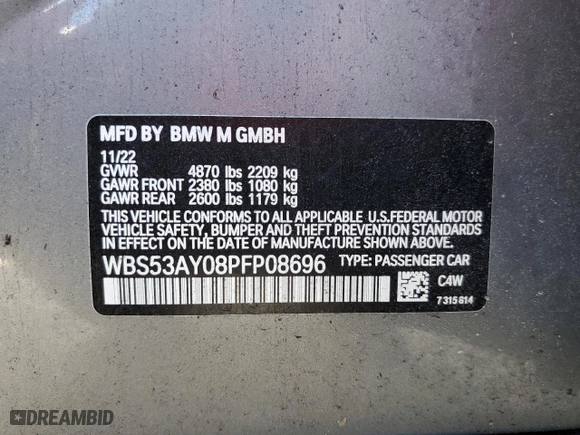 MFD BY BMW M GMBH
11/22
GVWR 4870 lbs 2209 kg
GAWR FRONT 2380 lbs 1080 kg
GAWR REAR 2600 lbs 1179 kg
THIS VEHICLE CONFORMS TO ALL APPLICABLE U.S.FEDERAL MOTOR
VEHICLE SAFETY, BUMPER, AND THEFT PREVENTION STANDARDS
IN EFFECT ON THE DATE OF MANUFACTURE SHOWN ABOVE.
WBS53AY08PFP08696 TYPE: PASSENGER CAR
C4W
7315814
DREAMBID